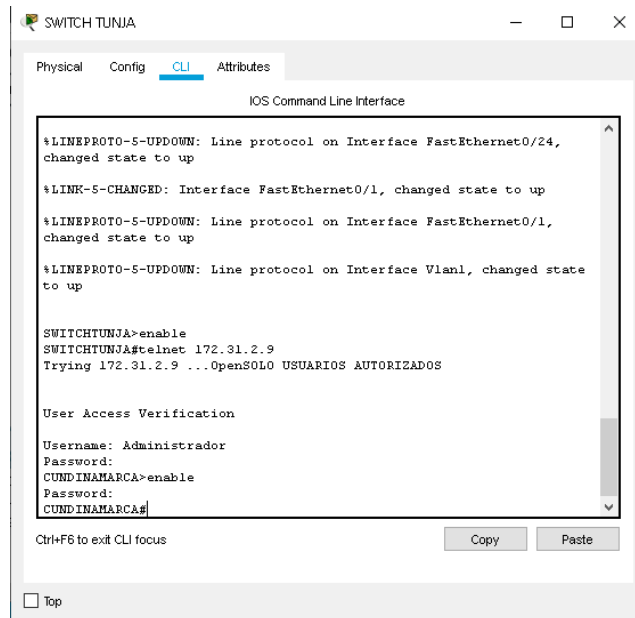 SWITCH TUNJA
Physical Config CLI Attributes
IOS Command Line Interface
%LINEPROTO-5-UPDOWN: Line protocol on Interface FastEthernet0/24,
changed state to up
%LINK-5-CHANGED: Interface FastEthernet0/1, changed state to up
%LINEPROTO-5-UPDOWN: Line protocol on Interface FastEthernet0/1,
changed state to up
%LINEPROTO-5-UPDOWN: Line protocol on Interface Vlan1, changed state
to up
SWITCHTUNJA>enable
SWITCHTUNJA#telnet 172.31.2.9
Trying 172.31.2.9 ...OpenSOLO USUARIOS AUTORIZADOS
User Access Verification
Username: Administrador
Password:
CUNDINAMARCA>enable
Password:
CUNDINAMARCA#
Ctrl+F6 to exit CLI focus
Copy Paste
Top